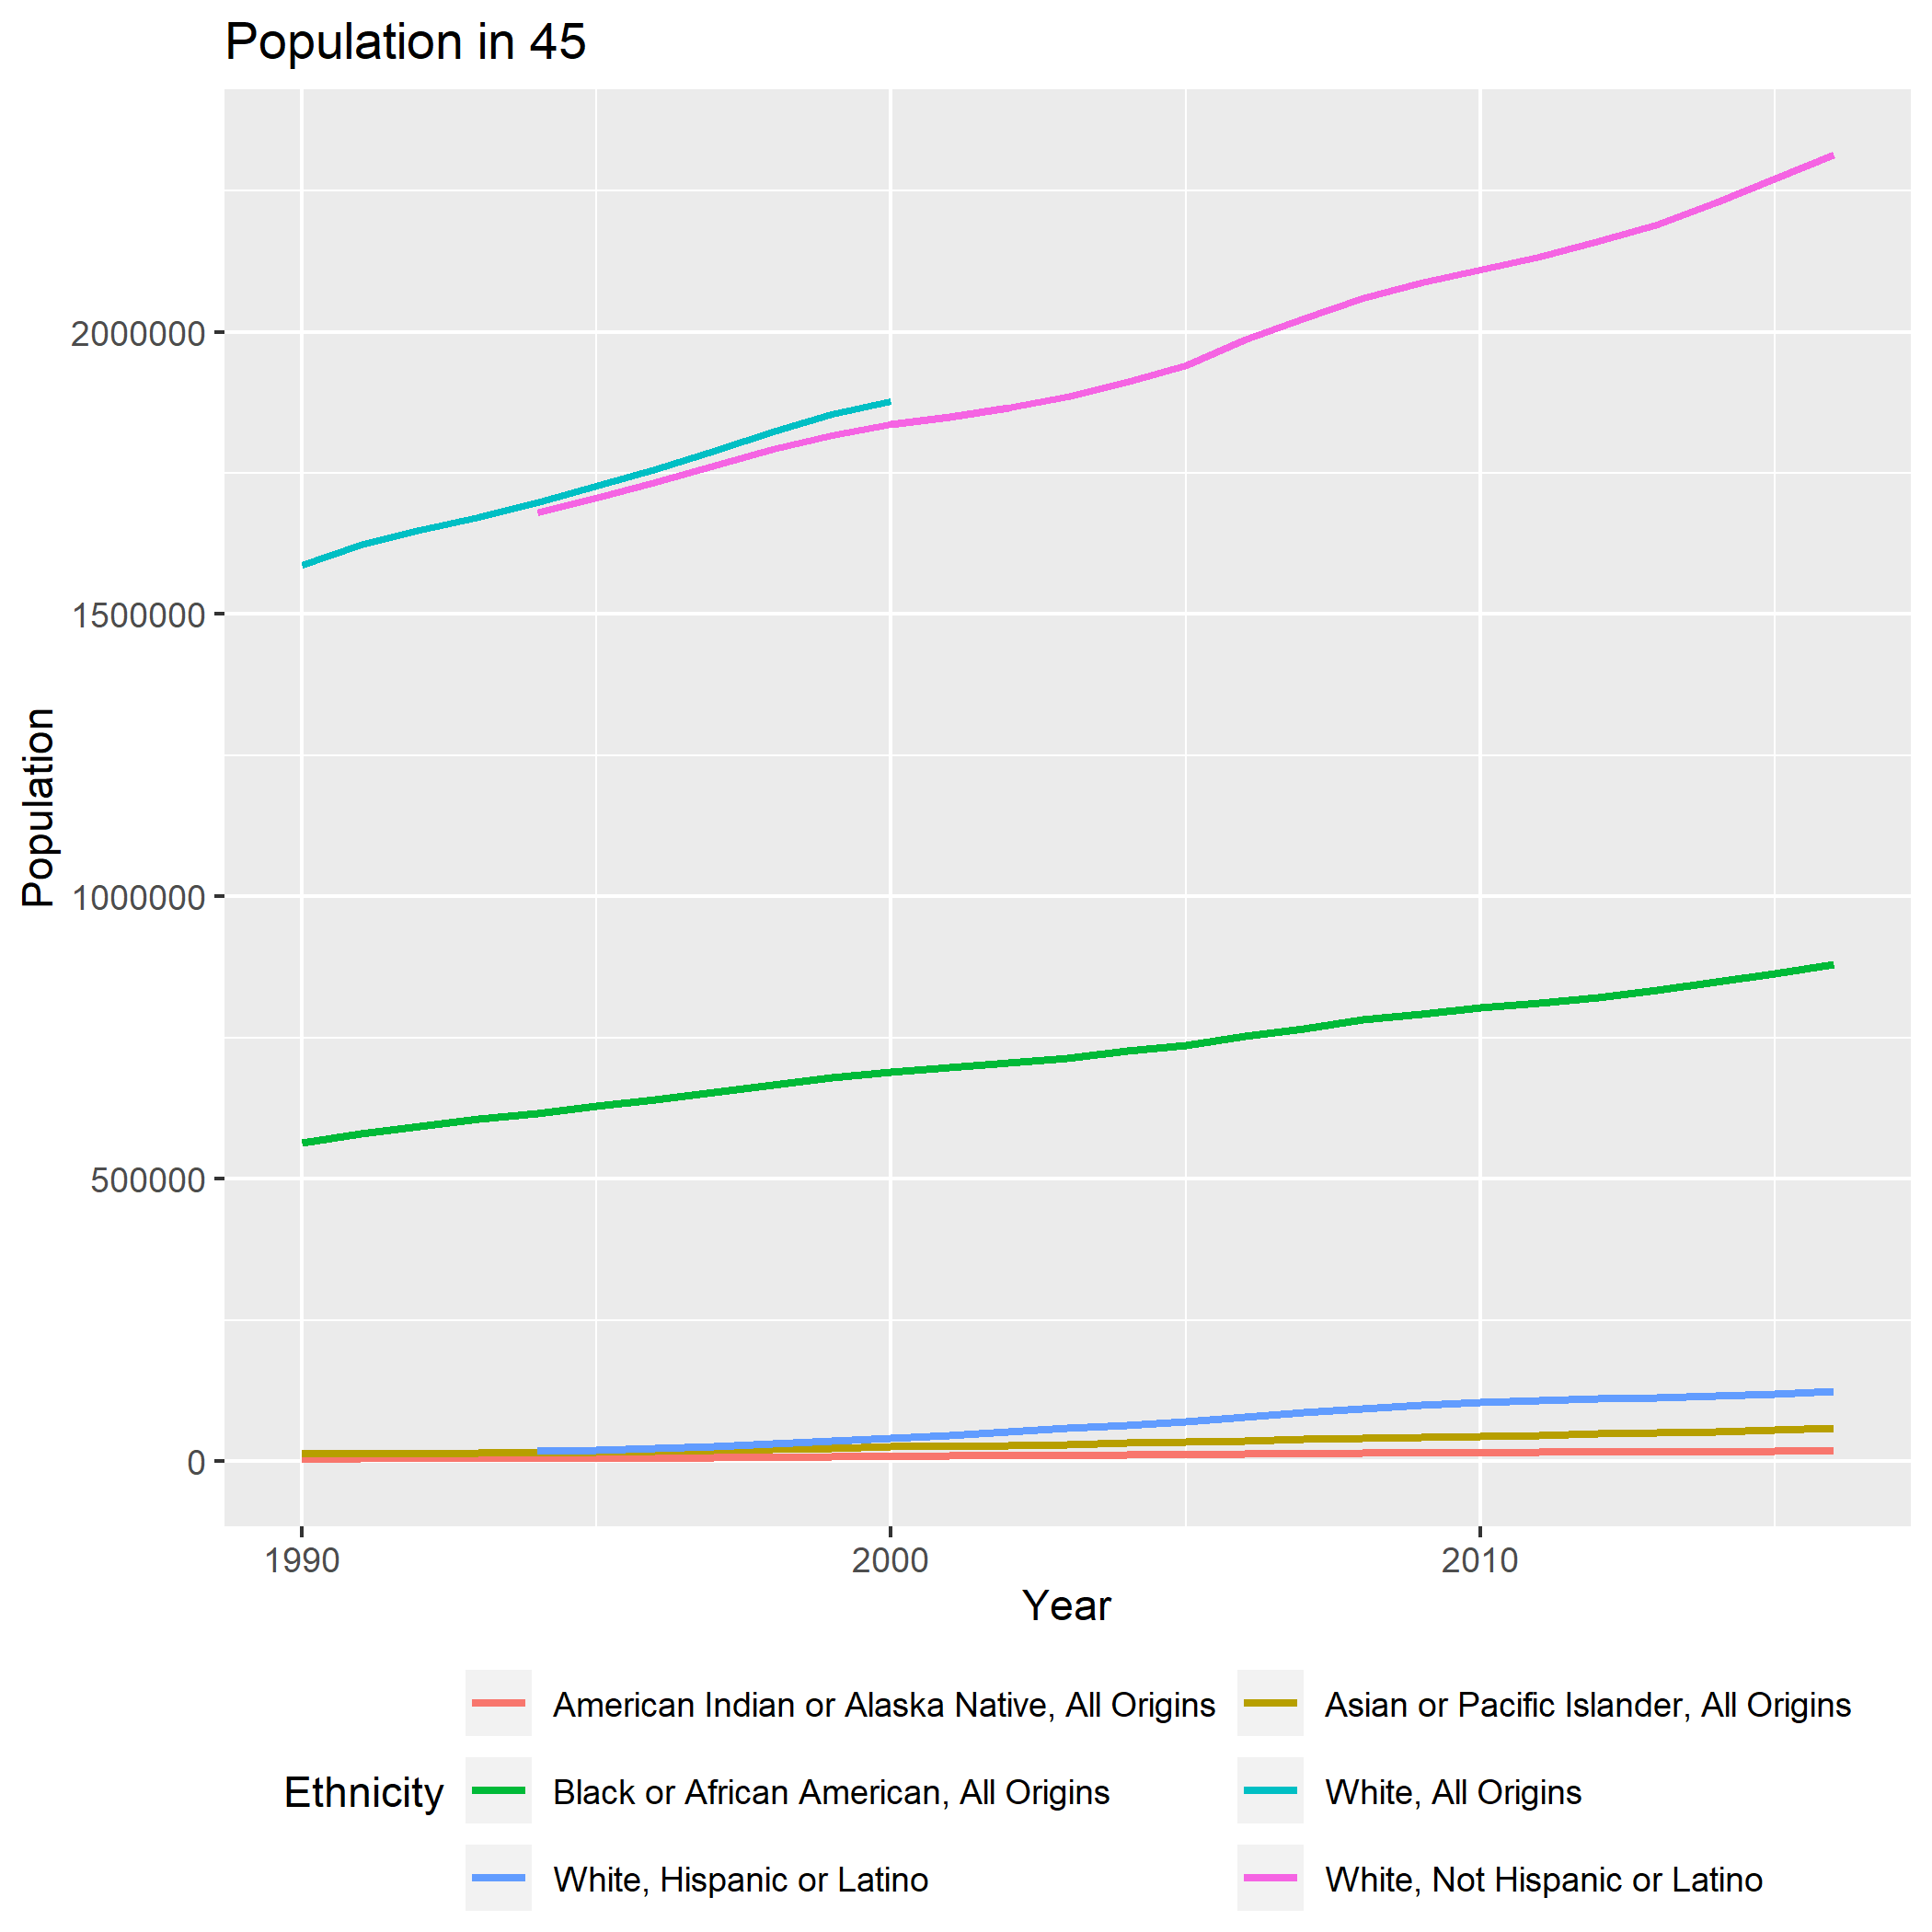 Population in 45
Population
2000000
1500000
1000000
500000
0
1990 2000 2010
Year
Ethnicity
American Indian or Alaska Native, All Origins
Asian or Pacific Islander, All Origins
Black or African American, All Origins
White, All Origins
White, Hispanic or Latino
White, Not Hispanic or Latino